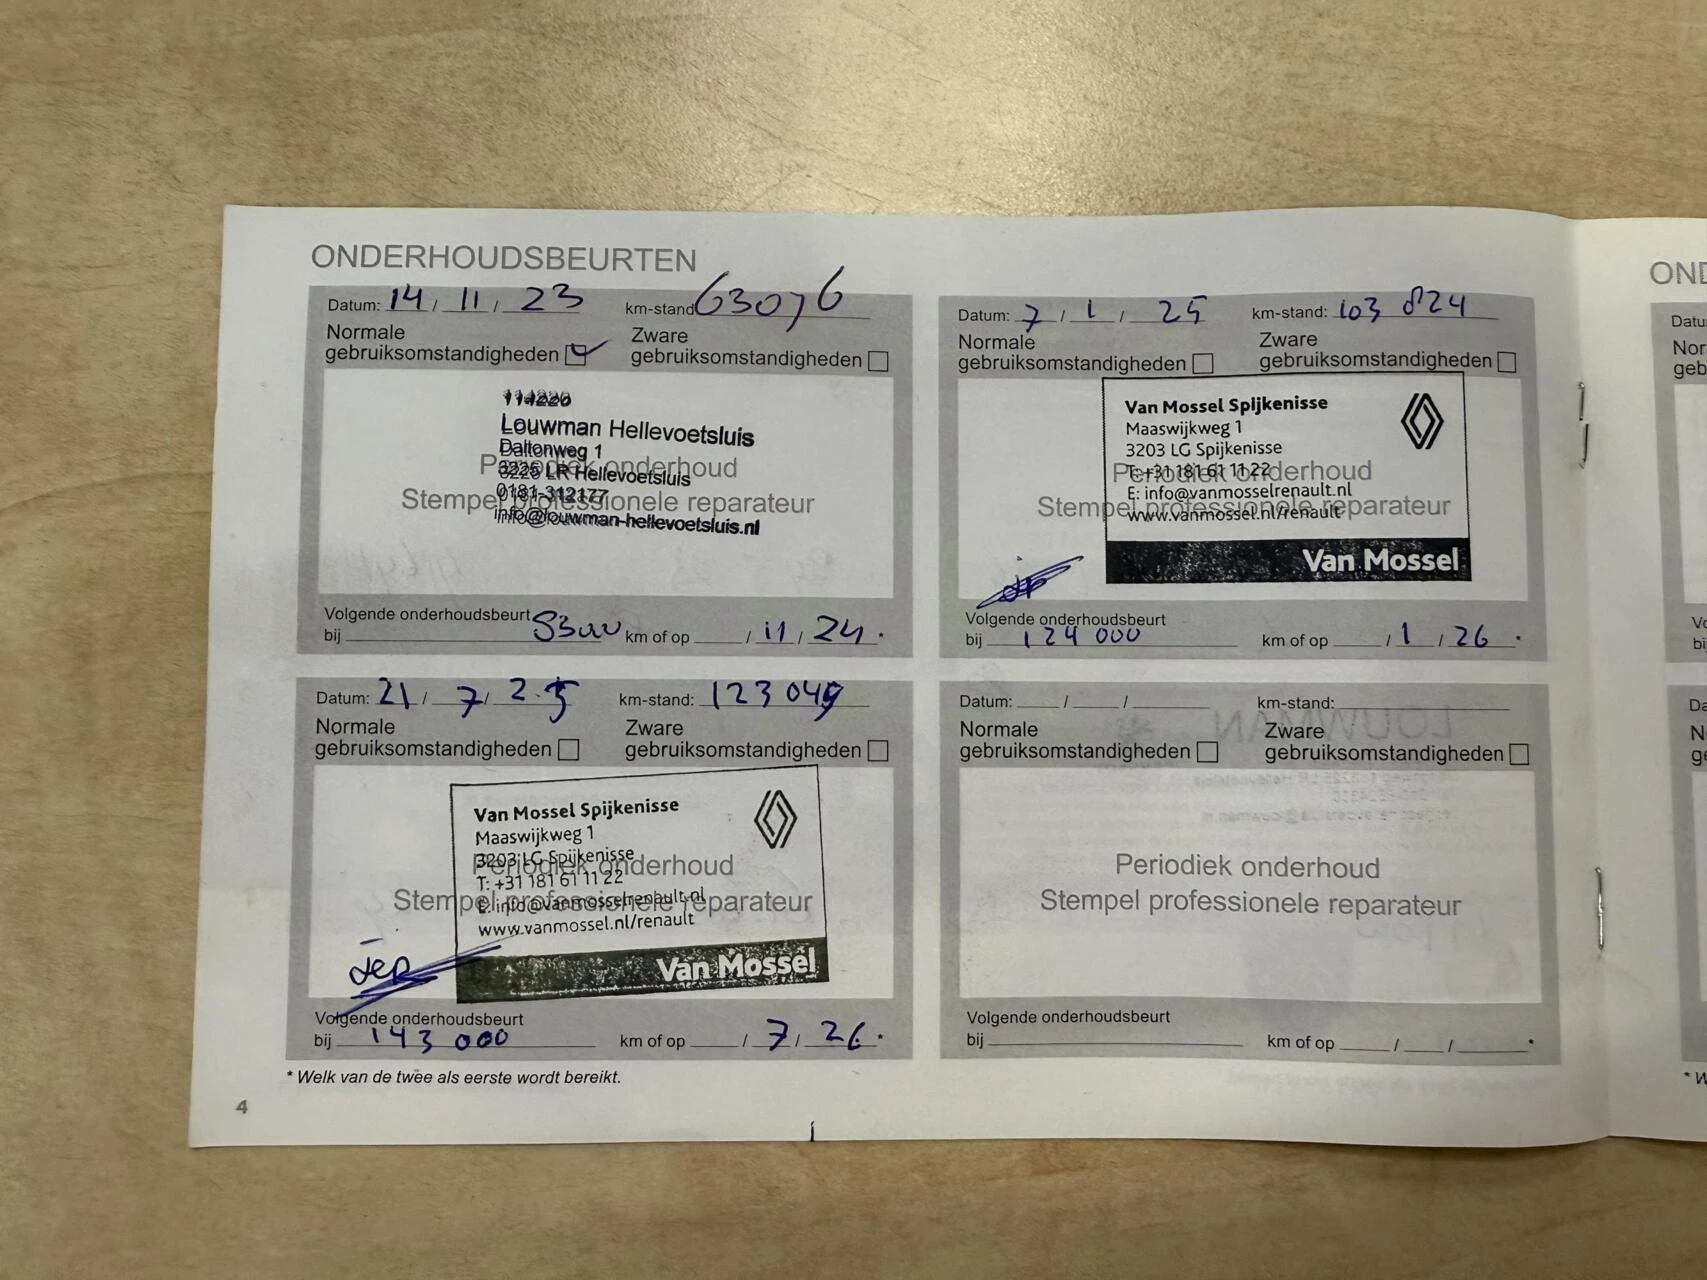 ONDERHOUDSBEURTEN
Datum: 14 / 11 / 23 km-stand 63076
Normale gebruiksomstandigheden
Zware gebruiksomstandigheden
114220
Louwman Hellevoetsluis
Daltonweg 1
3225 LR Hellevoetsluis
0181-312177
info@louwman-hellevoetsluis.nl
Periodiek onderhoud
Stempel professionele reparateur
Volgende onderhoudsbeurt
bij km of op / 11 / 24 .
Datum: 7 / 1 / 25 km-stand: 103 824
Normale gebruiksomstandigheden
Zware gebruiksomstandigheden
Van Mossel Spijkenisse
Maaswijkweg 1
3203 LG Spijkenisse
T: +31 181 61 11 22
E: info@vanmosselrenault.nl
www.vanmossel.nl/renault
Van Mossel
Periodiek onderhoud
Stempel professionele reparateur
Volgende onderhoudsbeurt
bij 124 000 km of op / 1 / 26 .
Datum: 21 / 7 / 25 km-stand: 123 049
Normale gebruiksomstandigheden
Zware gebruiksomstandigheden
Van Mossel Spijkenisse
Maaswijkweg 1
3203 LG Spijkenisse
T: +31 181 61 11 22
E: info@vanmosselrenault.nl
www.vanmossel.nl/renault
Van Mossel
Periodiek onderhoud
Stempel professionele reparateur
Volgende onderhoudsbeurt
bij 143 000 km of op / 7 / 26 .
Datum: / / km-stand:
Normale gebruiksomstandigheden
Zware gebruiksomstandigheden
Periodiek onderhoud
Stempel professionele reparateur
Volgende onderhoudsbeurt
bij km of op / / *
* Welk van de twee als eerste wordt bereikt.
4